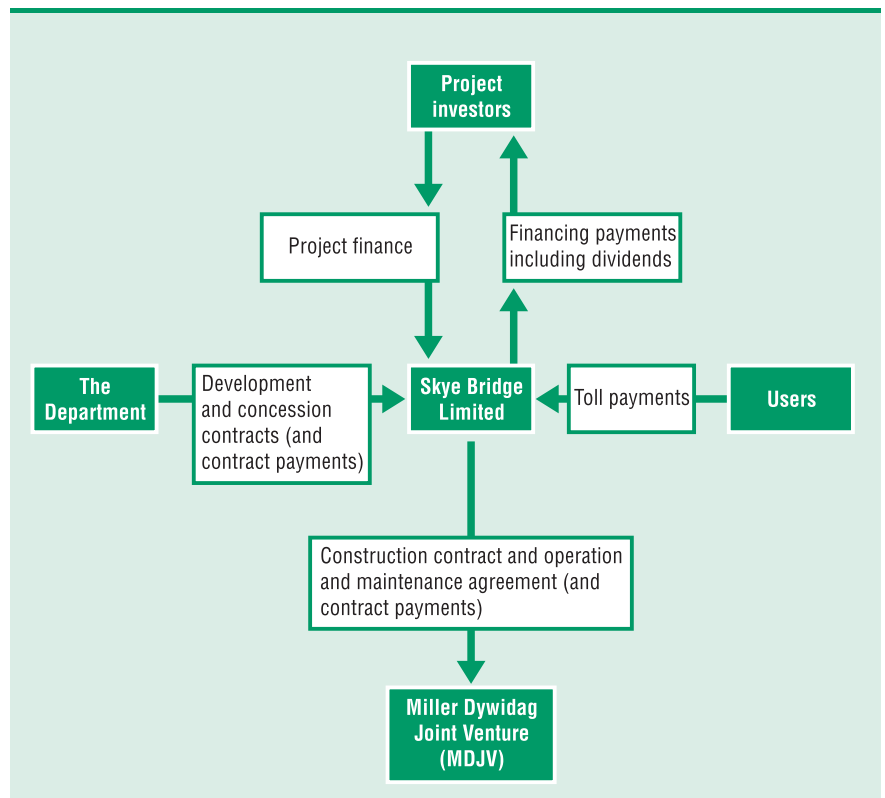 Project
investors
Project finance
Financing payments
including dividends
The
Department
Development
and concession
contracts (and
contract payments)
Skye Bridge
Limited
Toll payments
Users
Construction contract and operation
and maintenance agreement (and
contract payments)
Miller Dywidag
Joint Venture
(MDJV)